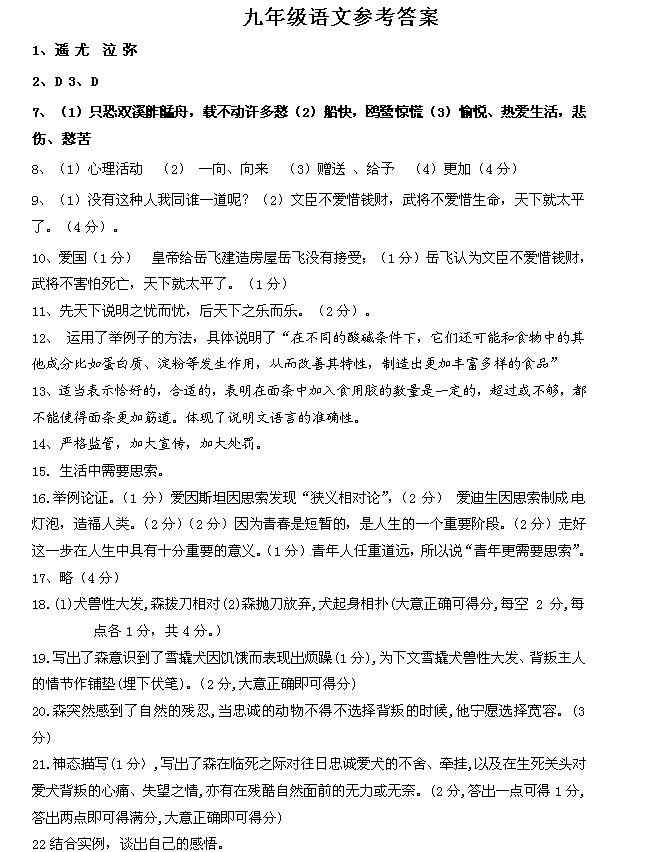 九年级语文参考答案
1、遥 尤 泣 弥
2、D 3、D
7、（1）只恐双溪舴艋舟，载不动许多愁（2）船快，鸥鹭惊慌（3）愉悦、热爱生活，悲
伤、愁苦
8、（1）心理活动 （2） 一向、向来 （3）赠送 、给予 （4）更加（4分）
9、（1）没有这种人我同谁一道呢？（2）文臣不爱惜钱财，武将不爱惜生命，天下就太平
了。（4分）。
10、爱国（1分） 皇帝给岳飞建造房屋岳飞没有接受；（1分）岳飞认为文臣不爱惜钱财，
武将不害怕死亡，天下就太平了。（1分）
11、先天下说明之忧而忧，后天下之乐而乐。（2分）。
12、 运用了举例子的方法，具体说明了“在不同的酸碱条件下，它们还可能和食物中的其
他成分比如蛋白质、淀粉等发生作用，从而改善其特性，制造出更加丰富多样的食品”
13、适当表示恰好的，合适的，表明在面条中加入食用胶的数量是一定的，超过或不够，都
不能使得面条更加筋道。体现了说明文语言的准确性。
14、严格监管，加大宣传，加大处罚。
15. 生活中需要思索。
16.举例论证。（1 分）爱因斯坦因思索发现“狭义相对论”，（2 分） 爱迪生因思索制成电
灯泡，造福人类。（2分）（2分）因为青春是短暂的，是人生的一个重要阶段。（2分）走好
这一步在人生中具有十分重要的意义。（1分）青年人任重道远，所以说“青年更需要思索”。
17、略（4分）
18.(1)犬兽性大发,森拔刀相对(2)森抛刀放弃,犬起身相扑(大意正确可得分,每空 2 分,每
点各1分，共4分。)
19.写出了森意识到了雪撬犬因饥饿而表现出烦躁(1分),为下文雪撬犬兽性大发、背叛主人
的情节作铺垫(埋下伏笔)。(2分,大意正确即可得分)
20.森突然感到了自然的残忍,当忠诚的动物不得不选择背叛的时候,他宁愿选择宽容。(3
分)
21.神态描写(1分),写出了森在临死之际对往日忠诚爱犬的不舍、牵挂,以及在生死关头对
爱犬背叛的心痛、失望之情,亦有在残酷自然面前的无力或无奈。(2分,答出一点可得1分,
答出两点即可得满分,大意正确即可得分)
22结合实例，谈出自己的感悟。